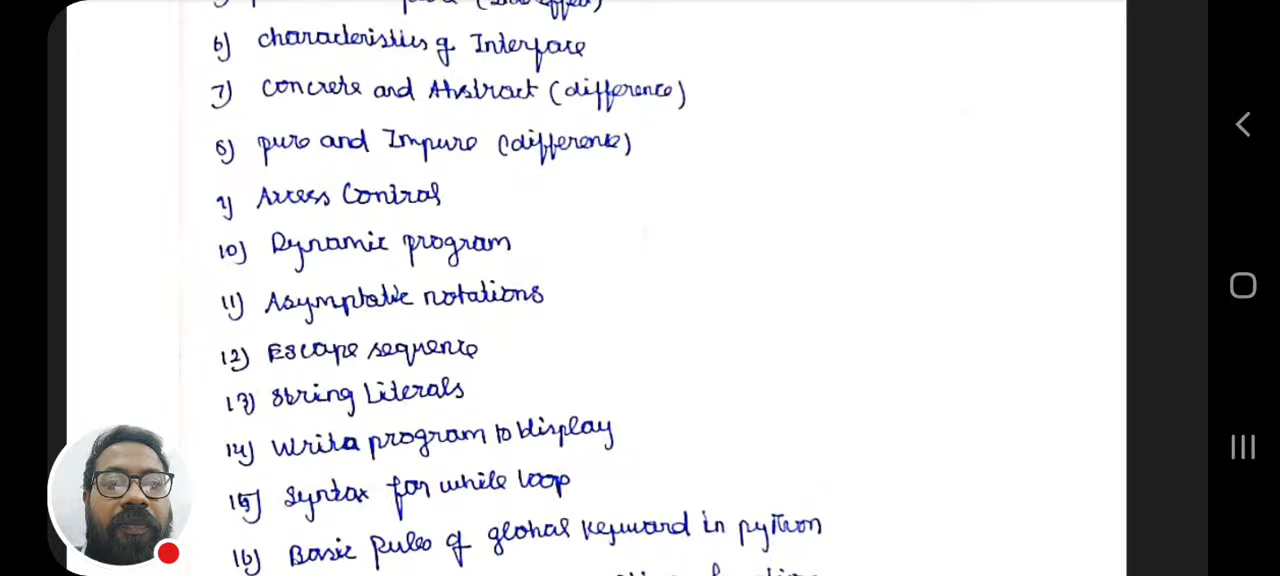 6) characteristics of Interface
7) Concrete and Abstract (difference)
8) pure and Impure (difference)
9) Access Control
10) Dynamic program
11) Asymptotic notations
12) Escape sequence
13) String Literals
14) Write a program to display
15) Syntax for while loop
16) Basic Rules of global keyword in python